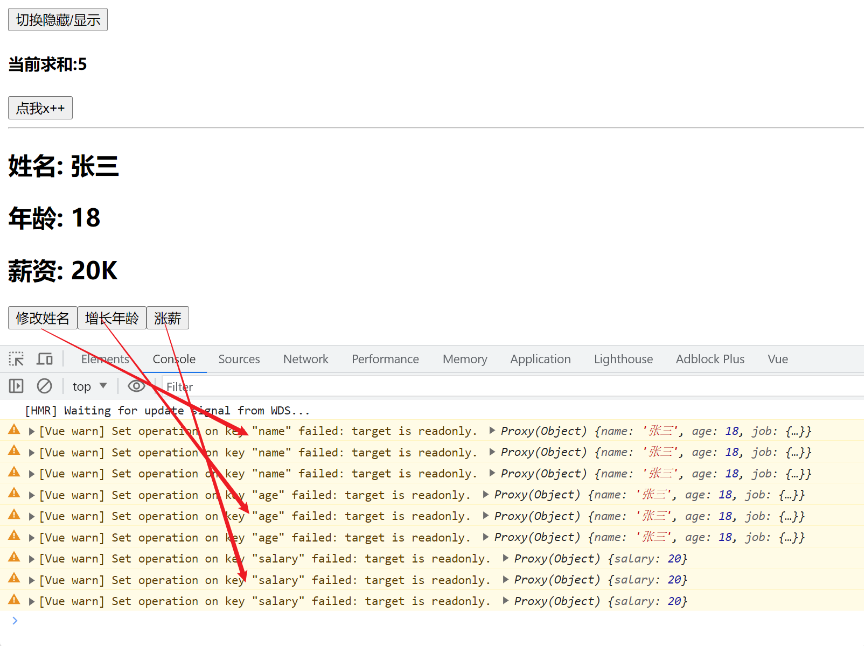 切换隐藏/显示
当前求和:5
点我x++
姓名: 张三
年龄: 18
薪资: 20K
修改姓名 增长年龄 涨薪
Elements Console Sources Network Performance Memory Application Lighthouse Adblock Plus Vue
top Filter
[HMR] Waiting for update signal from WDS...
[Vue warn] Set operation on key "name" failed: target is readonly. Proxy(Object) {name: '张三', age: 18, job: {…}}
[Vue warn] Set operation on key "name" failed: target is readonly. Proxy(Object) {name: '张三', age: 18, job: {…}}
[Vue warn] Set operation on key "name" failed: target is readonly. Proxy(Object) {name: '张三', age: 18, job: {…}}
[Vue warn] Set operation on key "age" failed: target is readonly. Proxy(Object) {name: '张三', age: 18, job: {…}}
[Vue warn] Set operation on key "age" failed: target is readonly. Proxy(Object) {name: '张三', age: 18, job: {…}}
[Vue warn] Set operation on key "age" failed: target is readonly. Proxy(Object) {name: '张三', age: 18, job: {…}}
[Vue warn] Set operation on key "salary" failed: target is readonly. Proxy(Object) {salary: 20}
[Vue warn] Set operation on key "salary" failed: target is readonly. Proxy(Object) {salary: 20}
[Vue warn] Set operation on key "salary" failed: target is readonly. Proxy(Object) {salary: 20}